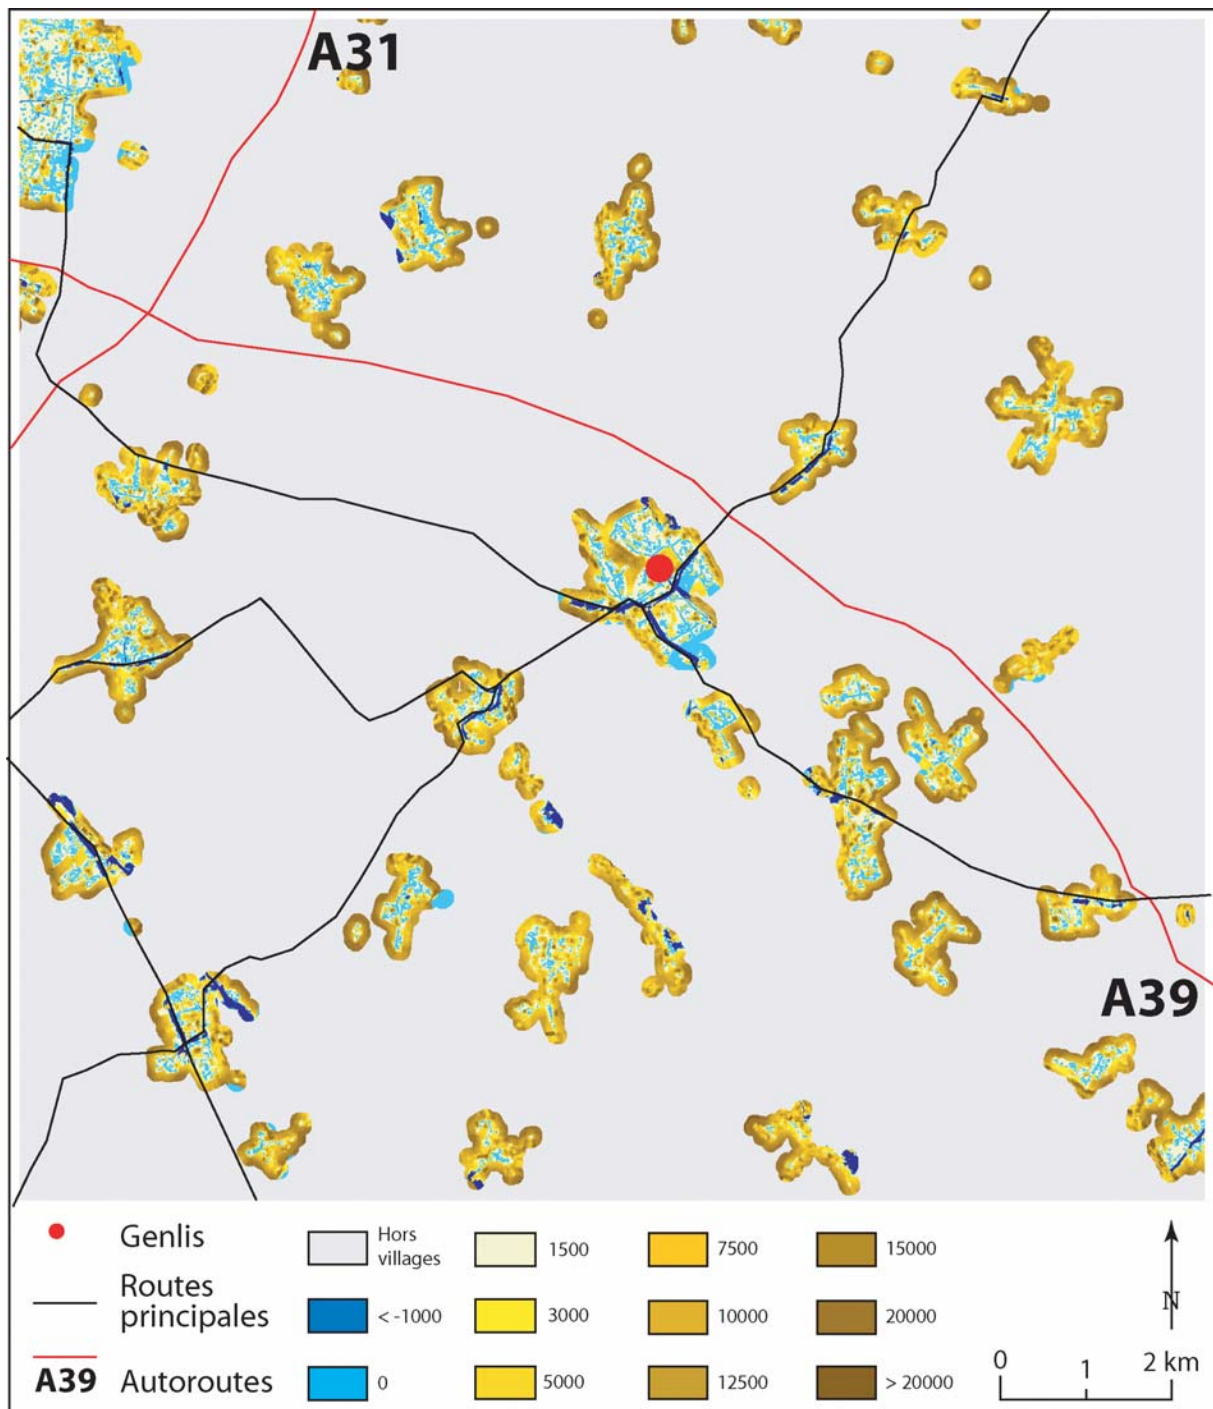 A31
A39
Genlis
Routes
principales
A39 Autoroutes
Hors
villages
< -1000
0
1500
3000
5000
7500
10000
12500
15000
20000
> 20000
N
0 1 2 km